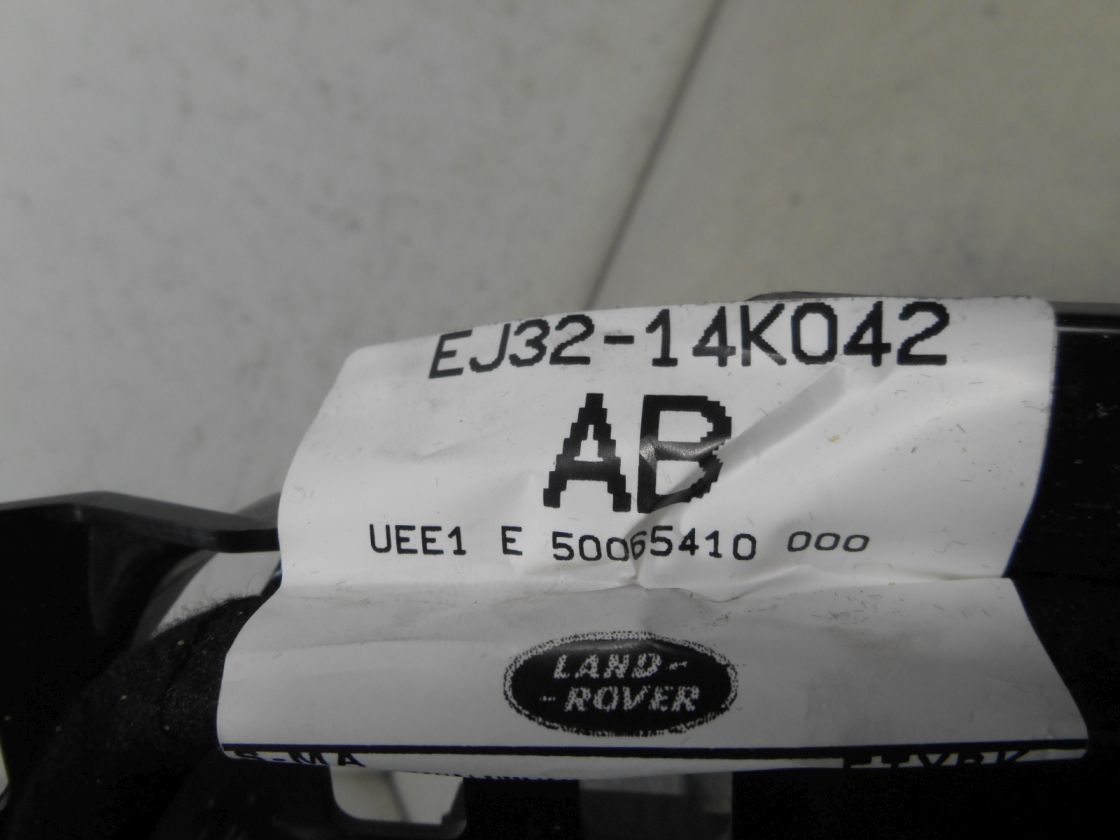 EJ32-14K042
AB
UEE1 E 50065410 000
LAND-
-ROVER